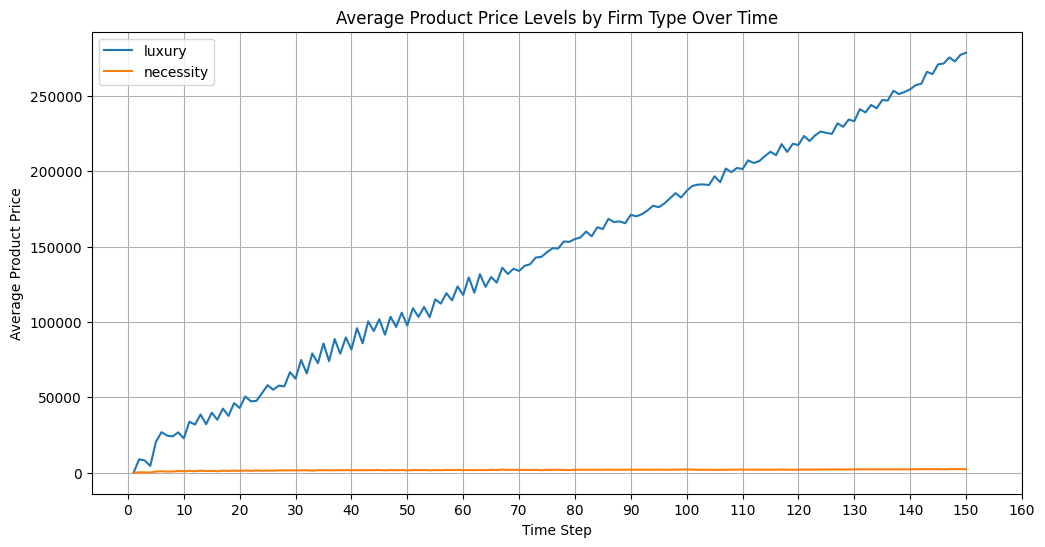 Average Product Price Levels by Firm Type Over Time
luxury
necessity
Average Product Price
250000
200000
150000
100000
50000
0
0 10 20 30 40 50 60 70 80 90 100 110 120 130 140 150 160
Time Step